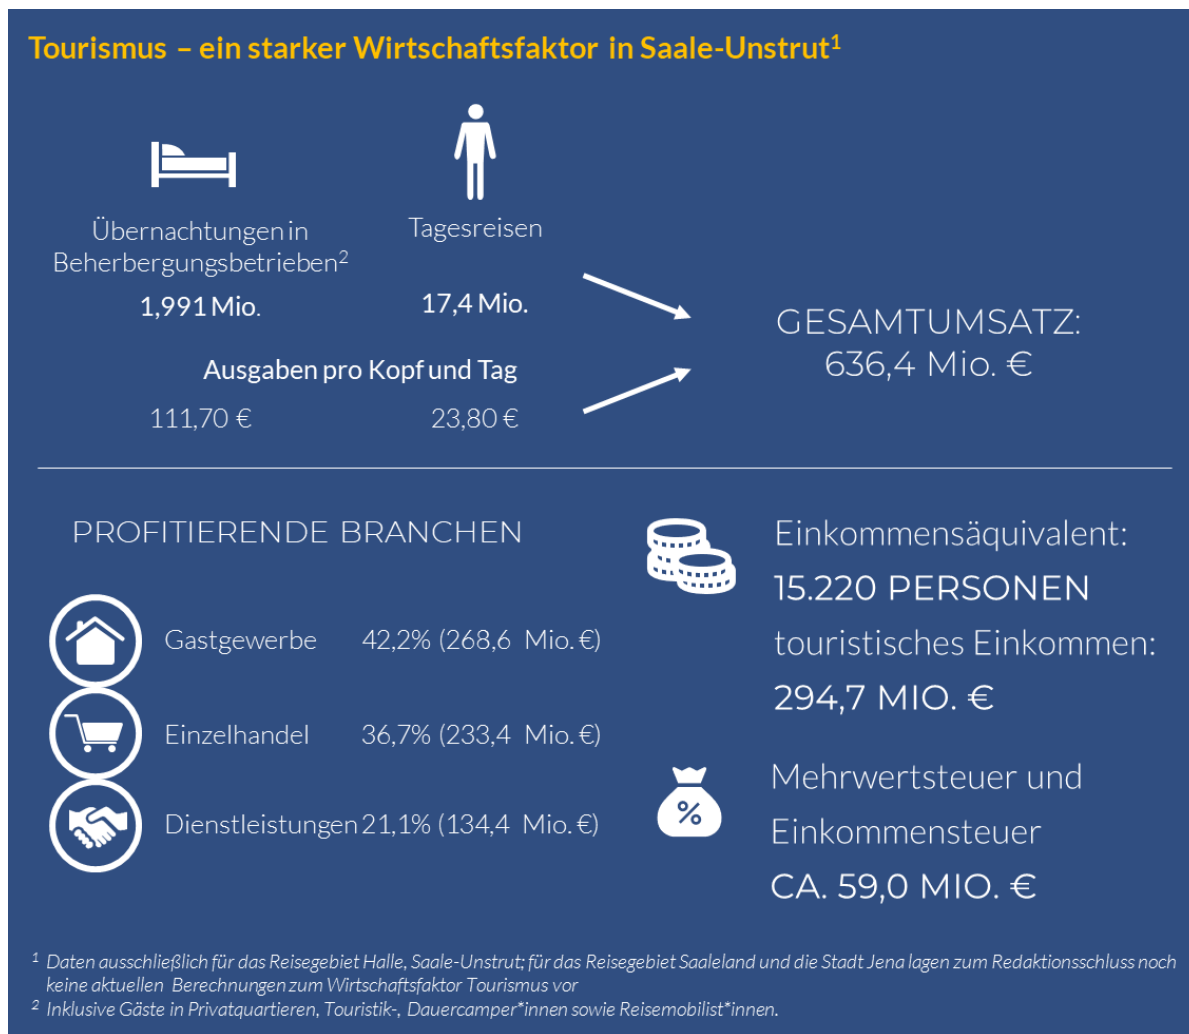 Tourismus – ein starker Wirtschaftsfaktor in Saale-Unstrut¹
Übernachtungen in
Beherbergungsbetrieben²
1,991 Mio.
Tagesreisen
17,4 Mio.
Ausgaben pro Kopf und Tag
111,70 €
23,80 €
GESAMTUMSATZ:
636,4 Mio. €
PROFITIERENDE BRANCHEN
Gastgewerbe 42,2% (268,6 Mio. €)
Einzelhandel 36,7% (233,4 Mio. €)
Dienstleistungen 21,1% (134,4 Mio. €)
Einkommensäquivalent:
15.220 PERSONEN
touristisches Einkommen:
294,7 MIO. €
%
Mehrwertsteuer und
Einkommensteuer
CA. 59,0 MIO. €
¹ Daten ausschließlich für das Reisegebiet Halle, Saale-Unstrut; für das Reisegebiet Saaleland und die Stadt Jena lagen zum Redaktionsschluss noch
keine aktuellen Berechnungen zum Wirtschaftsfaktor Tourismus vor
² Inklusive Gäste in Privatquartieren, Touristik-, Dauercamper*innen sowie Reisemobilist*innen.